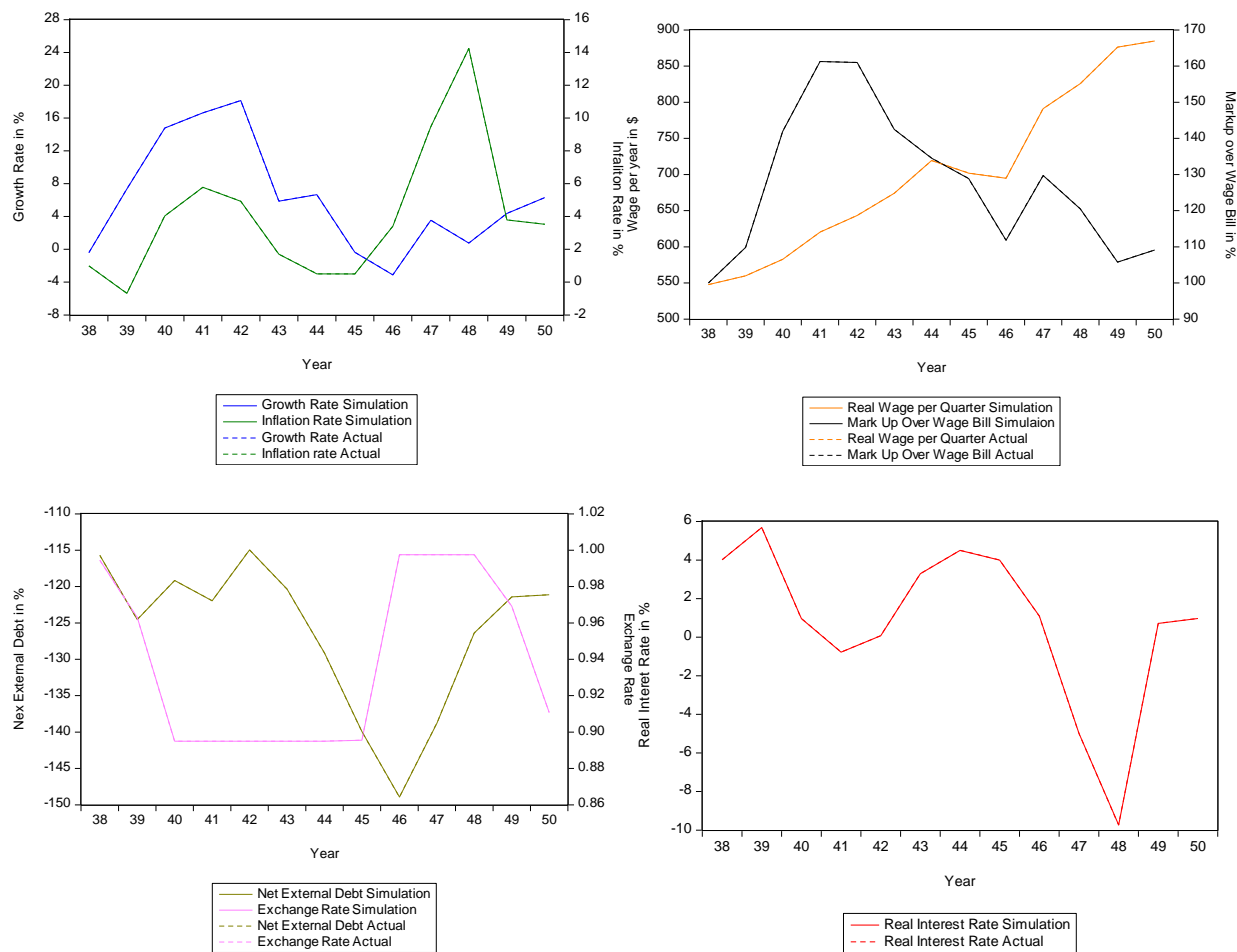 28
24
20
16
12
8
4
0
-4
-8
Growth Rate in %
16
14
12
10
8
6
4
2
0
-2
Infaliton Rate in %
38 39 40 41 42 43 44 45 46 47 48 49 50
Year
Growth Rate Simulation
Inflation Rate Simulation
Growth Rate Actual
Inflation rate Actual
900
850
800
750
700
650
600
550
500
Wage per year in $
170
160
150
140
130
120
110
100
90
Markup over Wage Bill in %
38 39 40 41 42 43 44 45 46 47 48 49 50
Year
Real Wage per Quarter Simulation
Mark Up Over Wage Bill Simulaion
Real Wage per Quarter Actual
Mark Up Over Wage Bill Actual
-110
-115
-120
-125
-130
-135
-140
-145
-150
Nex External Debt in %
1.02
1.00
0.98
0.96
0.94
0.92
0.90
0.88
0.86
Exchange Rate
38 39 40 41 42 43 44 45 46 47 48 49 50
Year
Net External Debt Simulation
Exchange Rate Simulation
Net External Debt Actual
Exchange Rate Actual
6
4
2
0
-2
-4
-6
-8
-10
Real Interet Rate in %
38 39 40 41 42 43 44 45 46 47 48 49 50
Year
Real Interest Rate Simulation
Real Interest Rate Actual